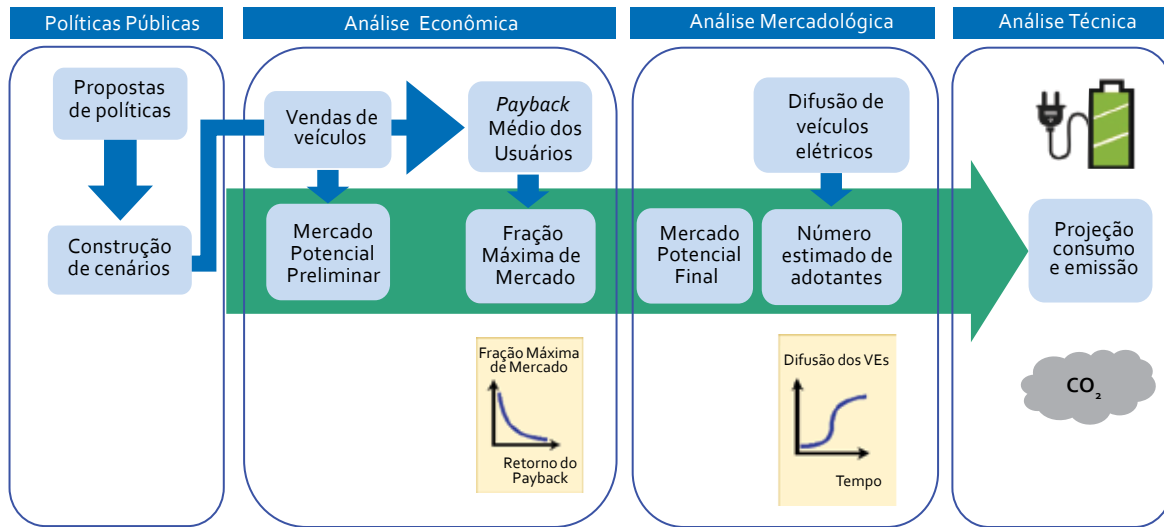 Políticas Públicas
Análise Econômica
Análise Mercadológica
Análise Técnica
Propostas
de políticas
Construção
de cenários
Vendas de
veículos
Payback
Médio dos
Usuários
Mercado
Potencial
Preliminar
Fração
Máxima de
Mercado
Fração Máxima
de Mercado
Retorno do
Payback
Difusão de
veículos
elétricos
Mercado
Potencial
Final
Número
estimado de
adotantes
Difusão dos VEs
Tempo
Projeção
consumo
e emissão
CO₂